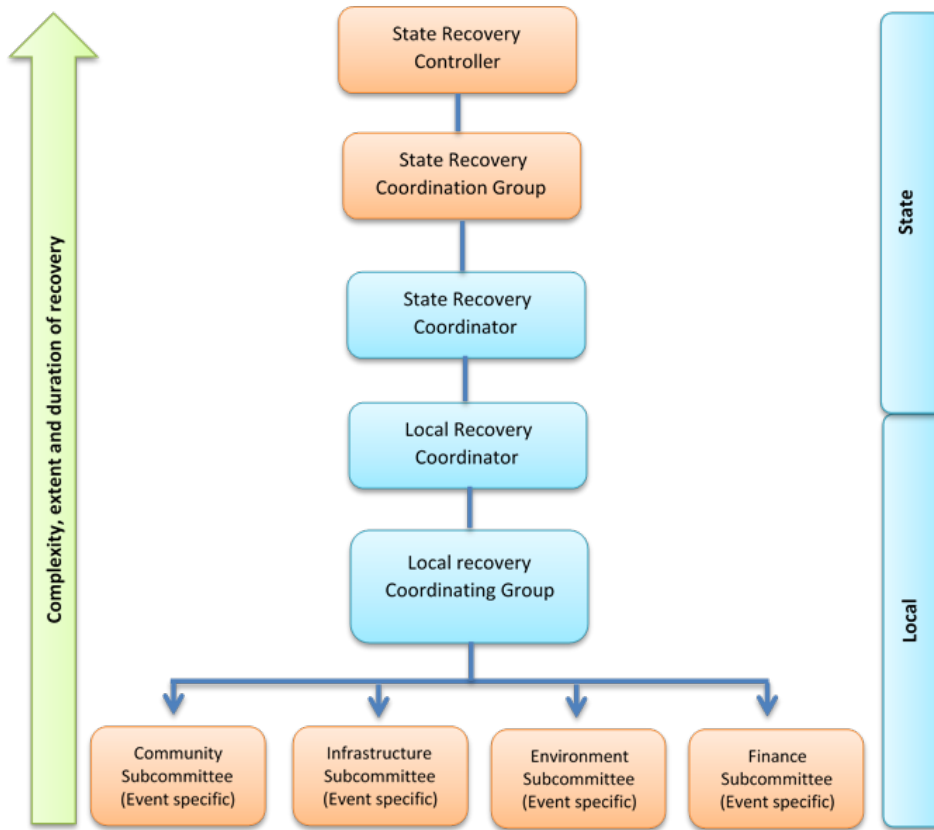 State Recovery
Controller
State Recovery
Coordination Group
State Recovery
Coordinator
Local Recovery
Coordinator
Local recovery
Coordinating Group
Community
Subcommittee
(Event specific)
Infrastructure
Subcommittee
(Event specific)
Environment
Subcommittee
(Event specific)
Finance
Subcommittee
(Event specific)
Complexity, extent and duration of recovery
State
Local